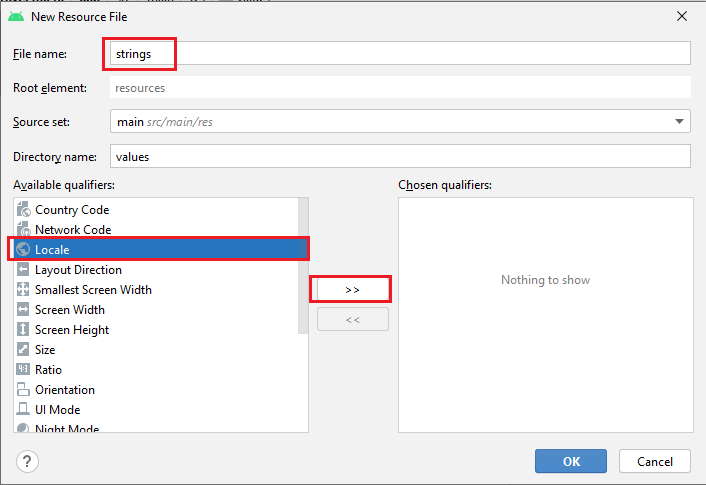 New Resource File
File name: strings
Root element: resources
Source set: main src/main/res
Directory name: values
Available qualifiers:
Chosen qualifiers:
Country Code
Network Code
Locale
Layout Direction
Smallest Screen Width
Screen Width
Screen Height
Size
Ratio
Orientation
UI Mode
Night Mode
>>
<<
Nothing to show
?
OK
Cancel